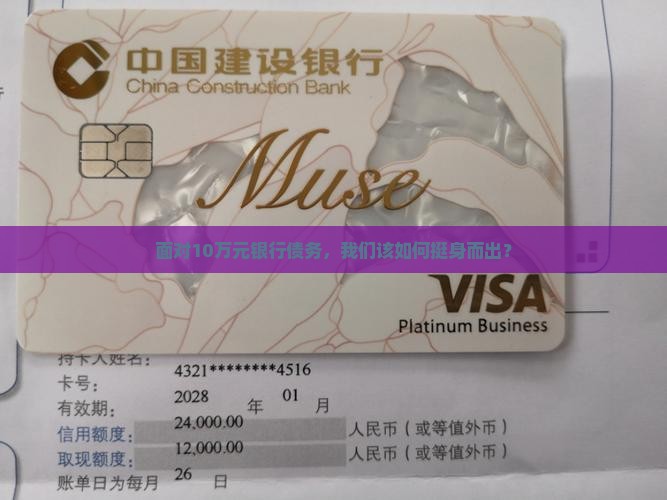 中国建设银行
China Construction Bank
Muse
面对10万元银行债务，我们该如何挺身而出？
VISA
Platinum Business
持卡人姓名：
卡号： 4321********4516
有效期： 2028 年 01 月
信用额度： 24,000.00 人民币（或等值外币）
取现额度： 12,000.00 人民币（或等值外币）
账单日为每月 26 日